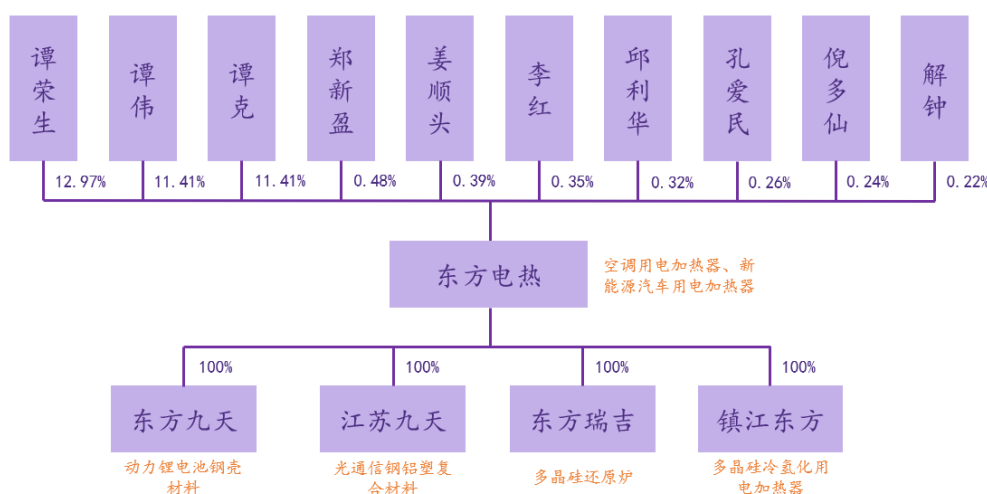 谭荣生
谭伟
谭克
郑新盈
姜顺头
李红
邱利华
孔爱民
倪多仙
解钟
12.97%
11.41%
11.41%
0.48%
0.39%
0.35%
0.32%
0.26%
0.24%
0.22%
东方电热
空调用电加热器、新
能源汽车用电加热器
100%
100%
100%
100%
东方九天
江苏九天
东方瑞吉
镇江东方
动力锂电池钢壳
材料
光通信钢铝塑复
合材料
多晶硅还原炉
多晶硅冷氢化用
电加热器